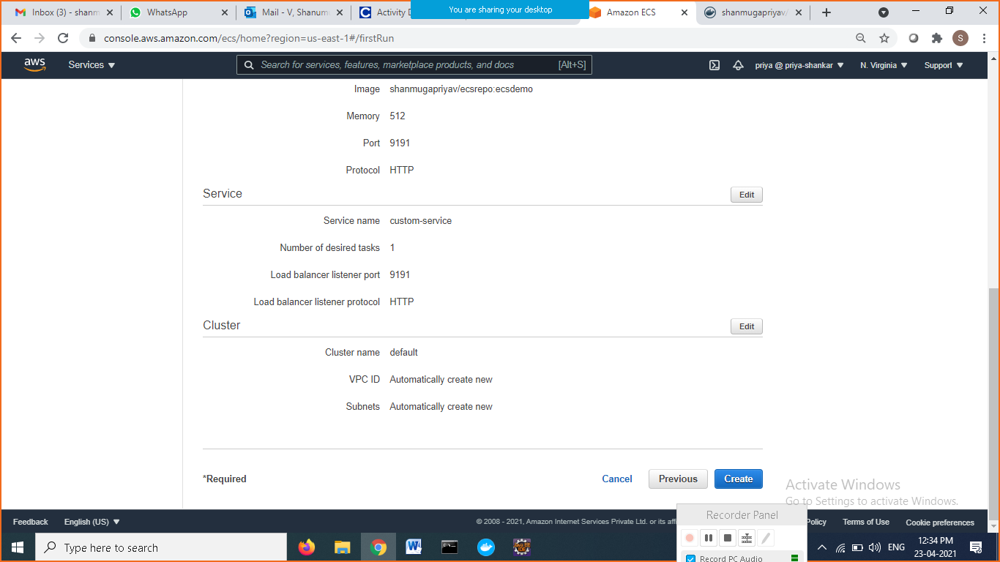 Inbox (3) - shanm
WhatsApp
Mail - V, Shanum
Activity D
You are sharing your desktop
Amazon ECS
shanmugapriyav/
console.aws.amazon.com/ecs/home?region=us-east-1#/firstRun
S
aws
Services
Search for services, features, marketplace products, and docs
[Alt+S]
priya @ priya-shankar
N. Virginia
Support
Image shanmugapriyav/ecsrepo:ecsdemo
Memory 512
Port 9191
Protocol HTTP
Service
Edit
Service name custom-service
Number of desired tasks 1
Load balancer listener port 9191
Load balancer listener protocol HTTP
Cluster
Edit
Cluster name default
VPC ID Automatically create new
Subnets Automatically create new
*Required
Cancel
Previous
Create
Activate Windows
Go to Settings to activate Windows.
Feedback
English (US)
© 2008 - 2021, Amazon Internet Services Private Ltd. or its affi
Policy
Terms of Use
Cookie preferences
Recorder Panel
Record PC Audio
Type here to search
ENG
12:34 PM
23-04-2021